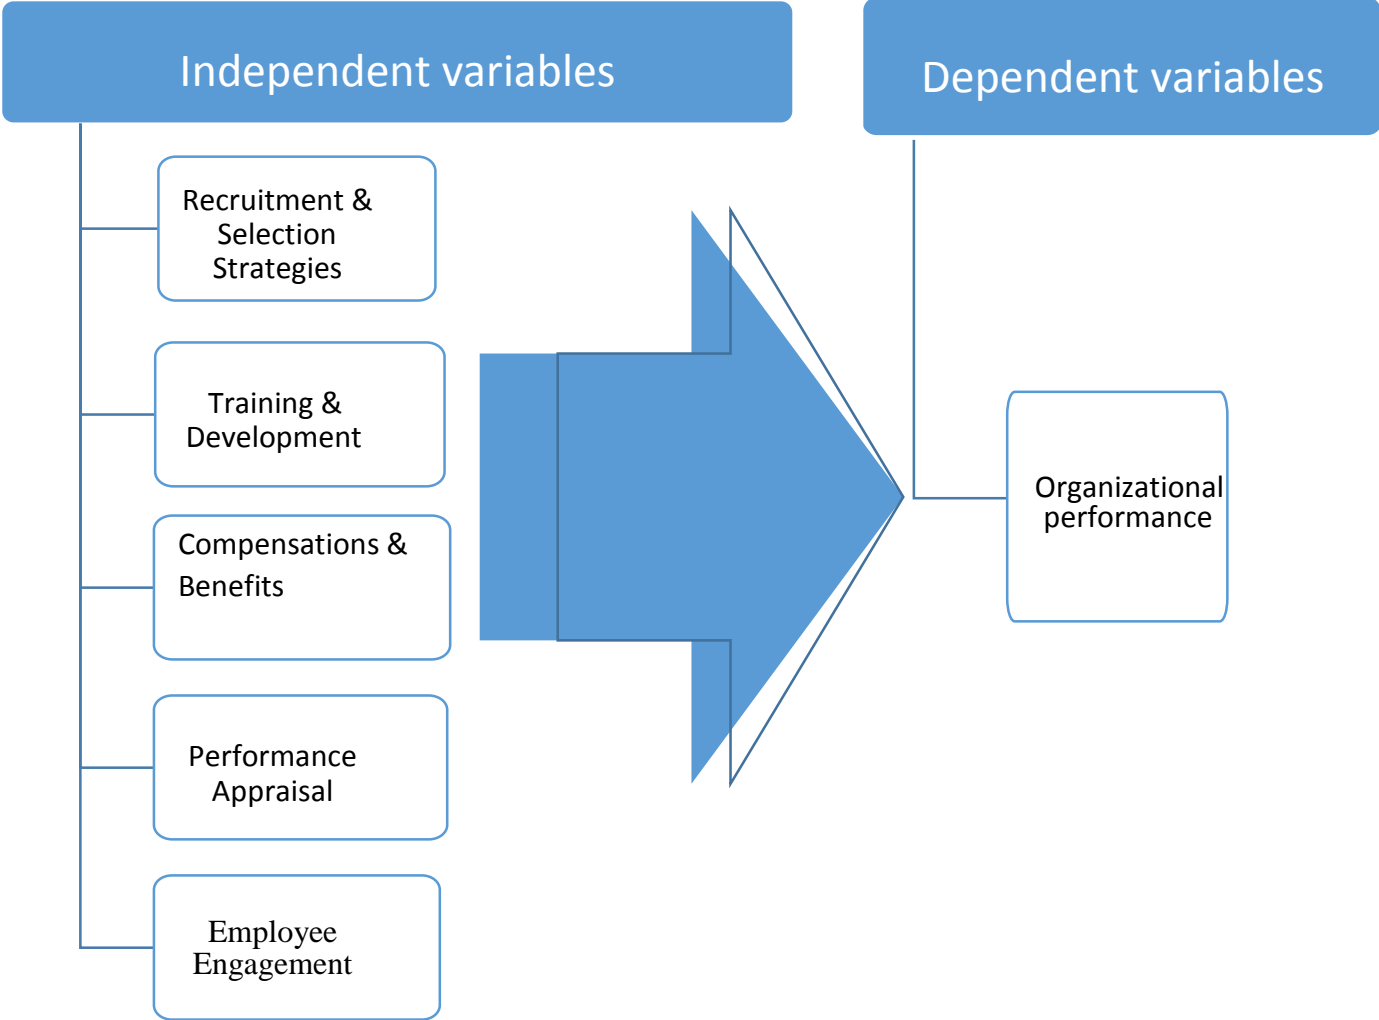 Independent variables
Dependent variables
Recruitment &
Selection
Strategies
Training &
Development
Compensations &
Benefits
Performance
Appraisal
Employee
Engagement
Organizational
performance